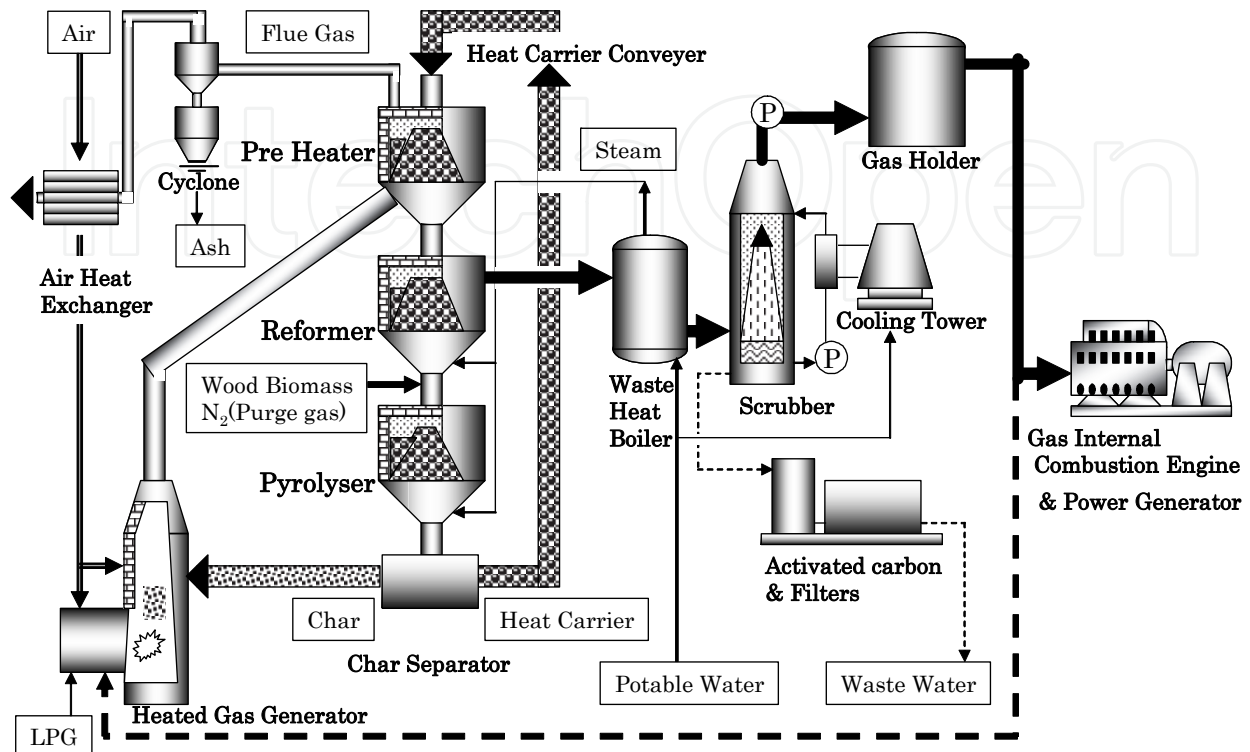 Air
Flue Gas
Heat Carrier Conveyer
P
Pre Heater
Steam
Gas Holder
Cyclone
Ash
IntechOpen
Air Heat
Exchanger
Reformer
Cooling Tower
P
Wood Biomass
N₂(Purge gas)
Waste
Heat
Boiler
Scrubber
Gas Internal
Combustion Engine
& Power Generator
Pyrolyser
Activated carbon
& Filters
Char
Heat Carrier
Char Separator
Potable Water
Waste Water
Heated Gas Generator
LPG